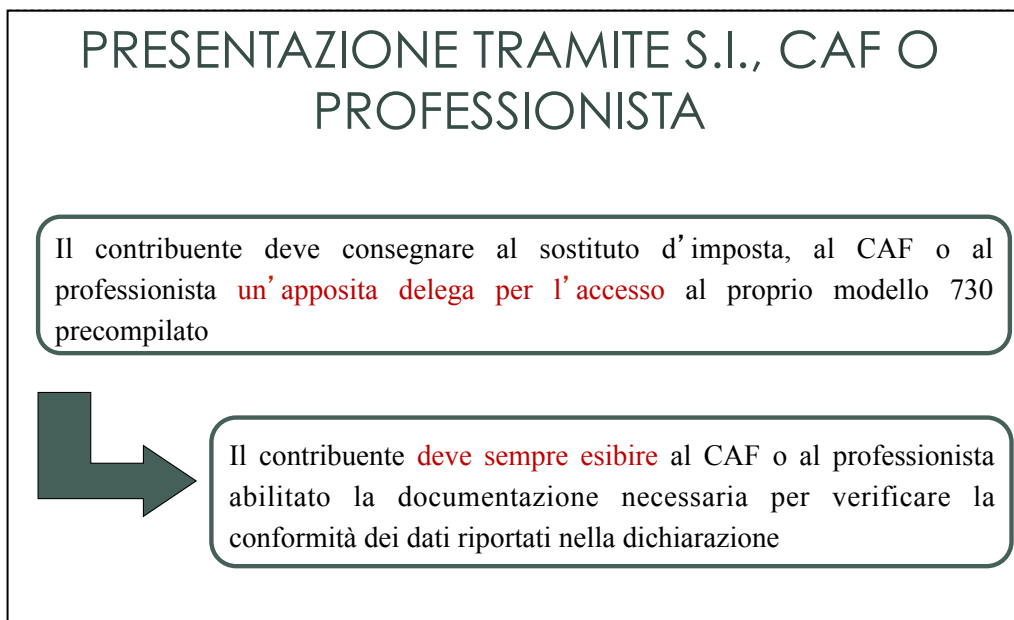 PRESENTAZIONE TRAMITE S.I., CAF O
PROFESSIONISTA
Il contribuente deve consegnare al sostituto d’imposta, al CAF o al
professionista un’apposita delega per l’accesso al proprio modello 730
precompilato
Il contribuente deve sempre esibire al CAF o al professionista
abilitato la documentazione necessaria per verificare la
conformità dei dati riportati nella dichiarazione